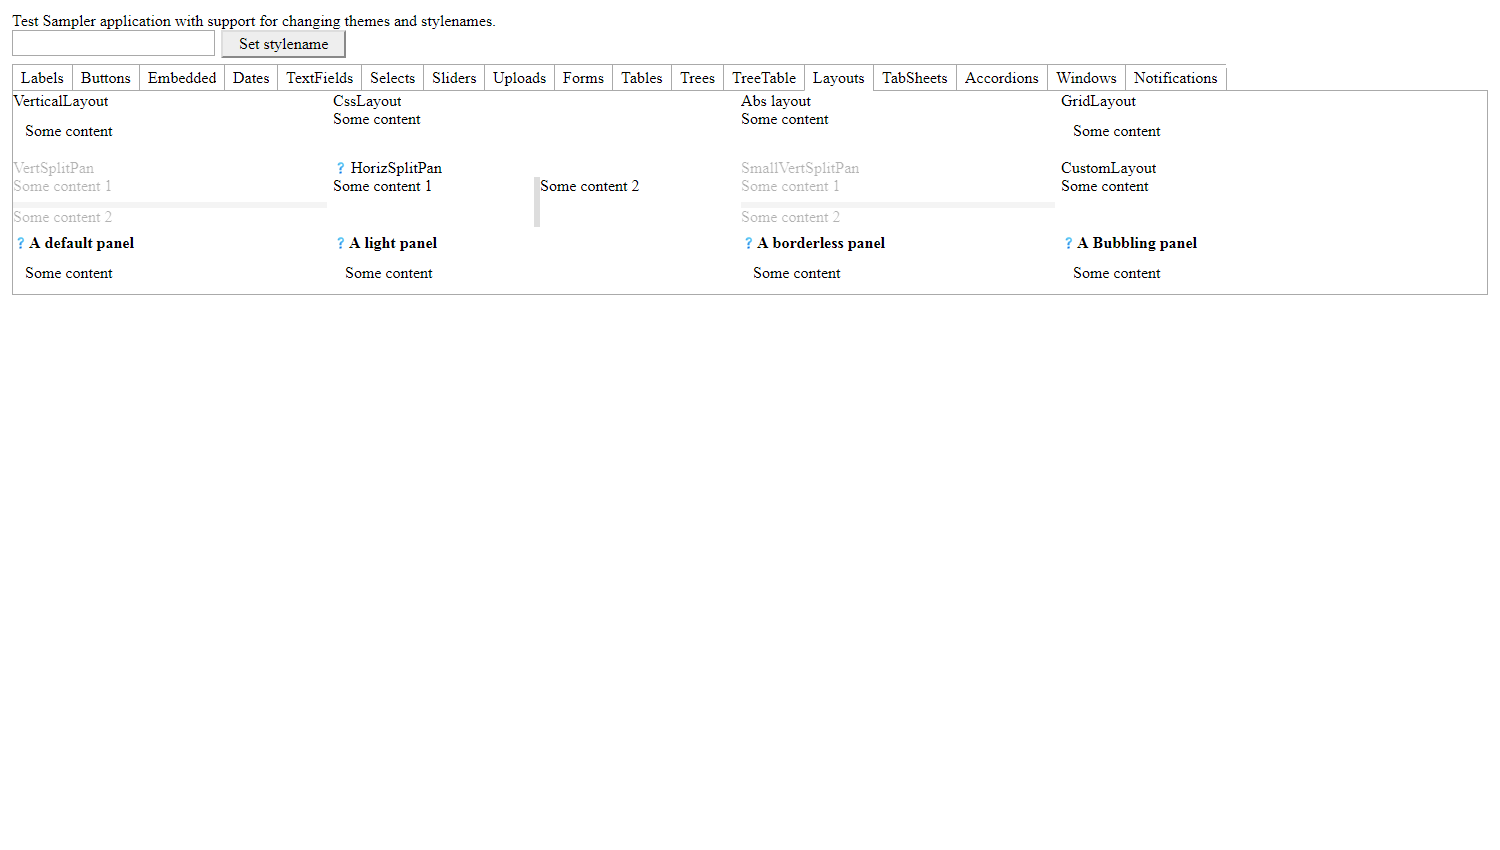 Test Sampler application with support for changing themes and stylenames.
Set stylename
Labels Buttons Embedded Dates TextFields Selects Sliders Uploads Forms Tables Trees TreeTable Layouts TabSheets Accordions Windows Notifications
VerticalLayout CssLayout Abs layout GridLayout
Some content Some content
Some content Some content
VertSplitPan ? HorizSplitPan SmallVertSplitPan CustomLayout
Some content 1 Some content 1 Some content 2 Some content 1 Some content
Some content 2 Some content 2
? A default panel ? A light panel ? A borderless panel ? A Bubbling panel
Some content Some content Some content Some content